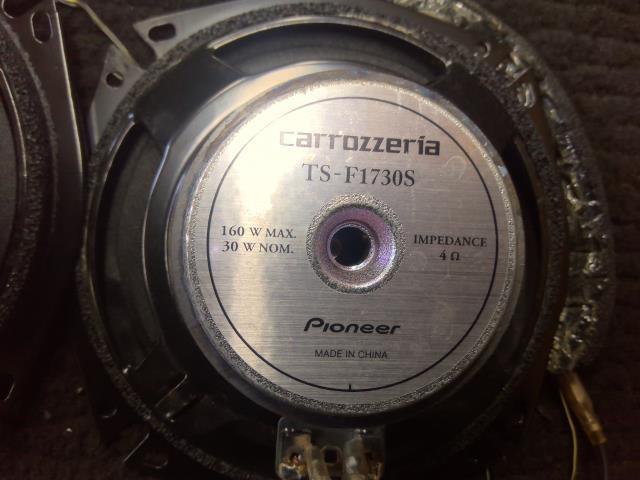 carrozzeria
TS-F1730S
160 W MAX.
30 W NOM.
IMPEDANCE
4 Ω
Pioneer
MADE IN CHINA